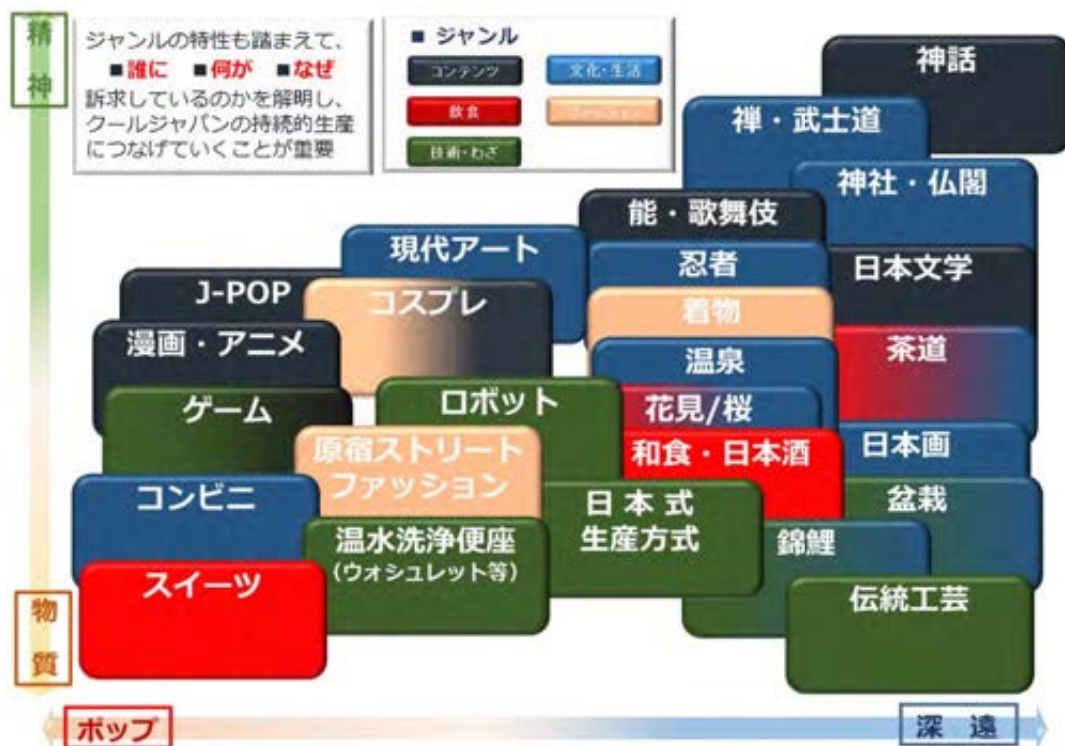 精神
ジャンルの特性も踏まえて、
■誰に ■何が ■なぜ
訴求しているのかを解明し、
クールジャパンの持続的生産
につなげていくことが重要
■ ジャンル
コンテンツ
文化・生活
飲食
ファッション
技術・わざ
神話
禅・武士道
神社・仏閣
能・歌舞伎
現代アート
忍者
日本文学
J-POP
コスプレ
着物
漫画・アニメ
温泉
茶道
ゲーム
ロボット
花見/桜
原宿ストリート
ファッション
和食・日本酒
日本画
コンビニ
日本式
生産方式
盆栽
温水洗浄便座
(ウォシュレット等)
錦鯉
スイーツ
伝統工芸
物質
ポップ
深遠